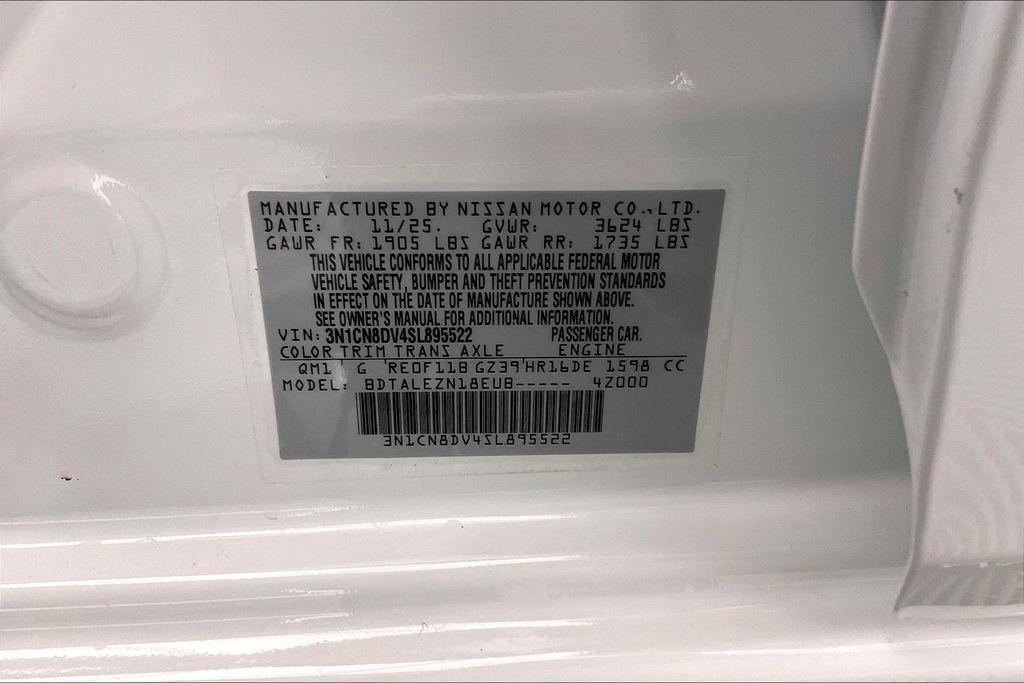 MANUFACTURED BY NISSAN MOTOR CO., LTD.
DATE: 11/25. GVWR: 3624 LBS
GAWR FR: 1905 LBS GAWR RR: 1735 LBS
THIS VEHICLE CONFORMS TO ALL APPLICABLE FEDERAL MOTOR
VEHICLE SAFETY, BUMPER AND THEFT PREVENTION STANDARDS
IN EFFECT ON THE DATE OF MANUFACTURE SHOWN ABOVE.
SEE OWNER'S MANUAL FOR ADDITIONAL INFORMATION.
VIN: 3N1CN8DV4SL895522 PASSENGER CAR.
COLOR TRIM TRANS AXLE ENGINE
QM1 G RE0F11B GZ39 HR16DE 1598 CC
MODEL: BDTALEZN18EUB----- 4Z000
3N1CN8DV4SL895522